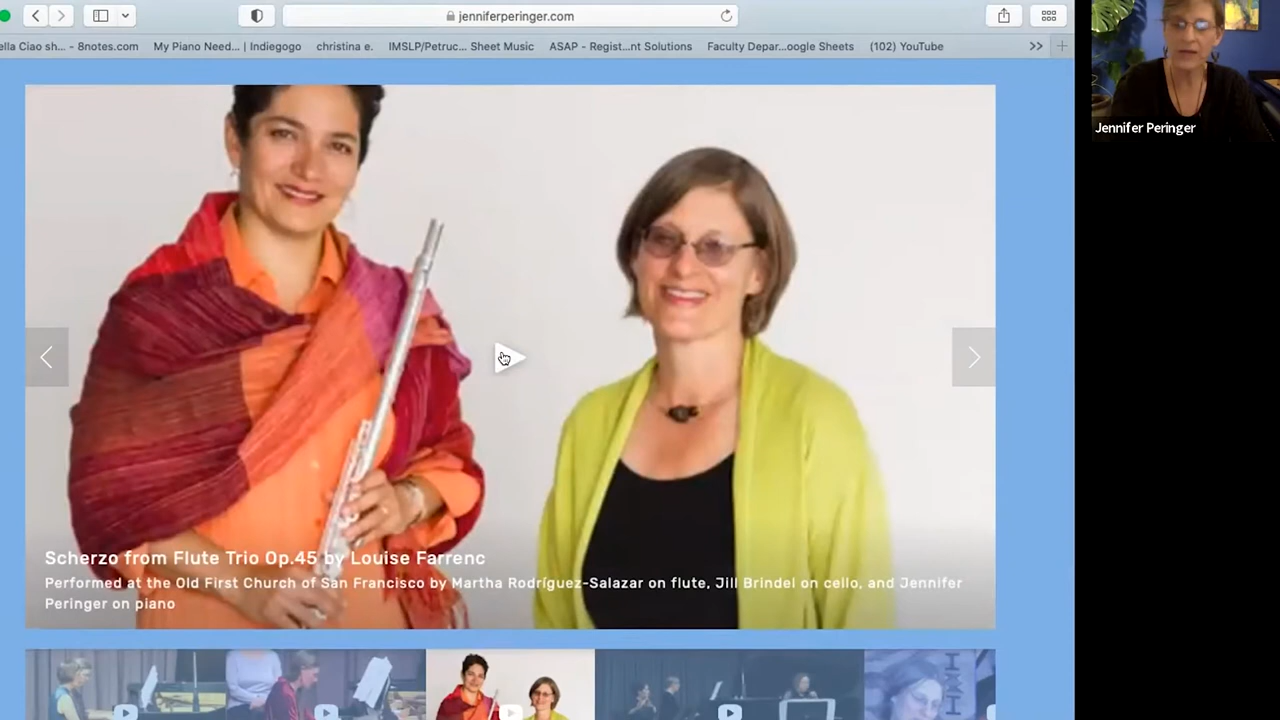 jenniferperinger.com
ella Ciao sh... - 8notes.com My Piano Need... | Indiegogo christina e. IMSLP/Petruc... Sheet Music ASAP - Regist...nt Solutions Faculty Depar...oogle Sheets (102) YouTube
Jennifer Peringer
Scherzo from Flute Trio Op.45 by Louise Farrenc
Performed at the Old First Church of San Francisco by Martha Rodríguez-Salazar on flute, Jill Brindel on cello, and Jennifer
Peringer on piano